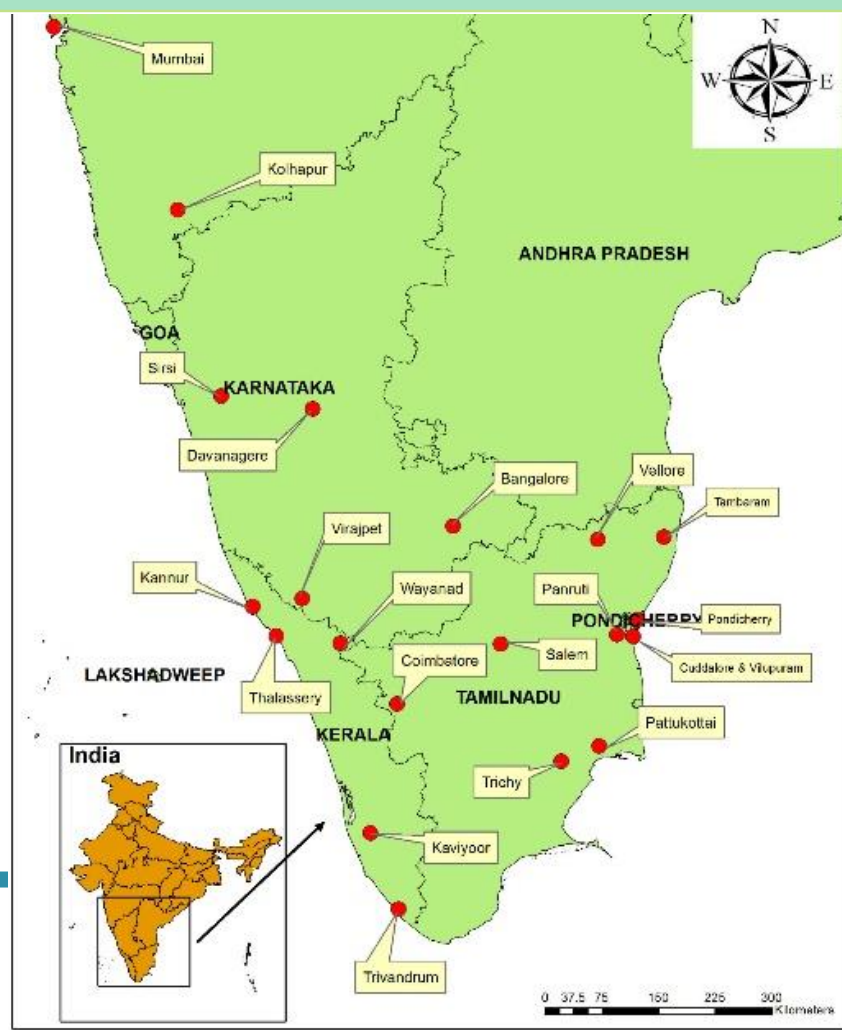 N
Mumbai
W E
S
Kolhapur
ANDHRA PRADESH
GOA
Sirsi
KARNATAKA
Davanagere
Bangalore
Vellore
Tambaram
Virajpet
Kannur
Wayanad
Panruti
PONDICHERRY
Pondicherry
Coimbatore
Salem
Cuddalore & Vilupuram
LAKSHADWEEP
Thalassery
TAMILNADU
KERALA
Pattukottai
India
Trichy
Kaviyoor
Trivandrum
0 37.5 75 150 225 300
Kilometers